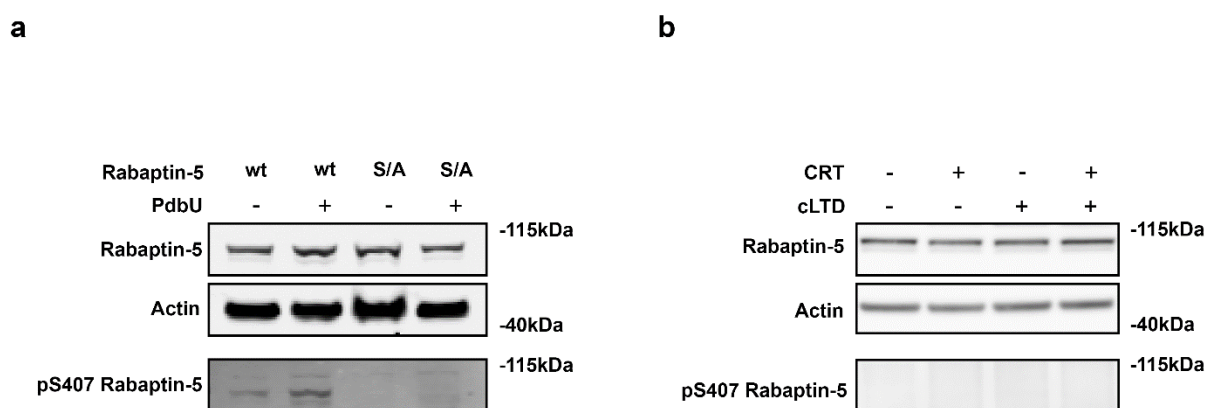 a
Rabaptin-5 wt wt S/A S/A
PdbU - + - +
Rabaptin-5 -115kDa
Actin -40kDa
pS407 Rabaptin-5 -115kDa
b
CRT - + - +
cLTD - - + +
Rabaptin-5 -115kDa
Actin -40kDa
pS407 Rabaptin-5 -115kDa